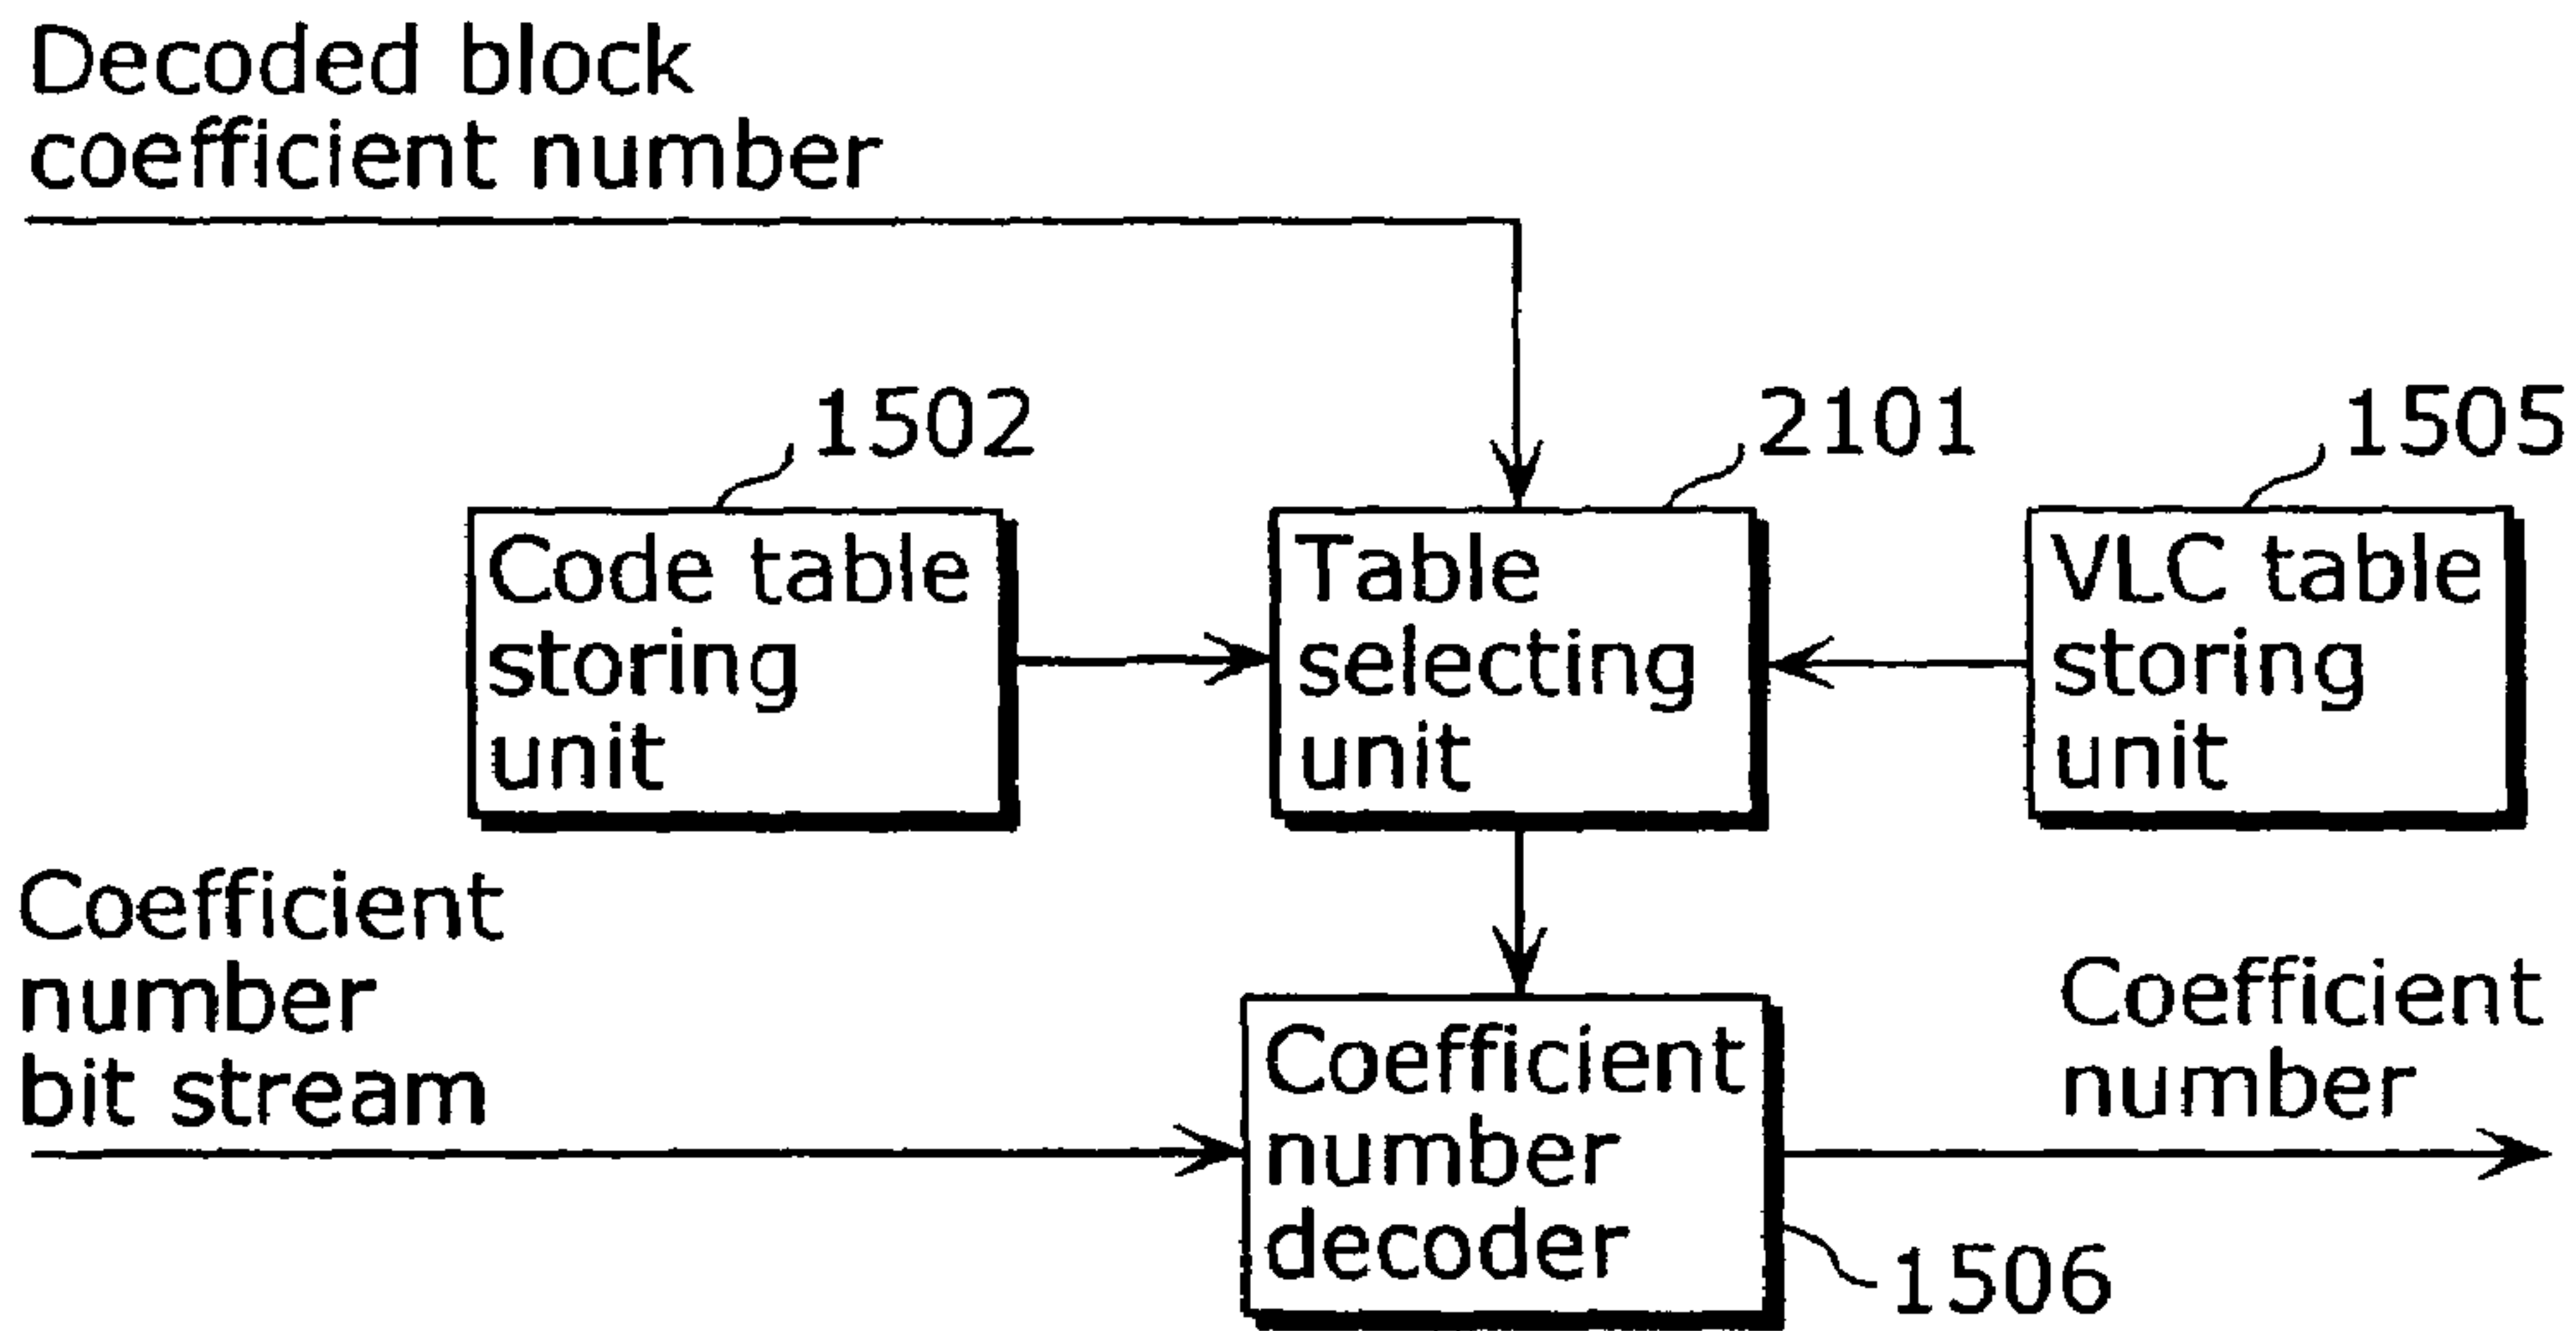 Decoded block
coefficient number
1502
2101
1505
Code table
storing
unit
Table
selecting
unit
VLC table
storing
unit
Coefficient
number
bit stream
Coefficient
number
decoder
Coefficient
number
1506